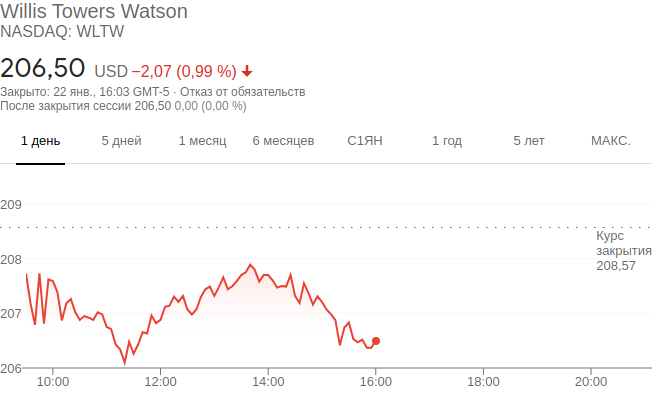 Willis Towers Watson
NASDAQ: WLTW
206,50 USD −2,07 (0,99 %)
Закрыто: 22 янв., 16:03 GMT-5 · Отказ от обязательств
После закрытия сессии 206,50 0,00 (0,00 %)
1 день 5 дней 1 месяц 6 месяцев С1ЯН 1 год 5 лет МАКС.
209
Курс
закрытия
208,57
208
207
206
10:00 12:00 14:00 16:00 18:00 20:00